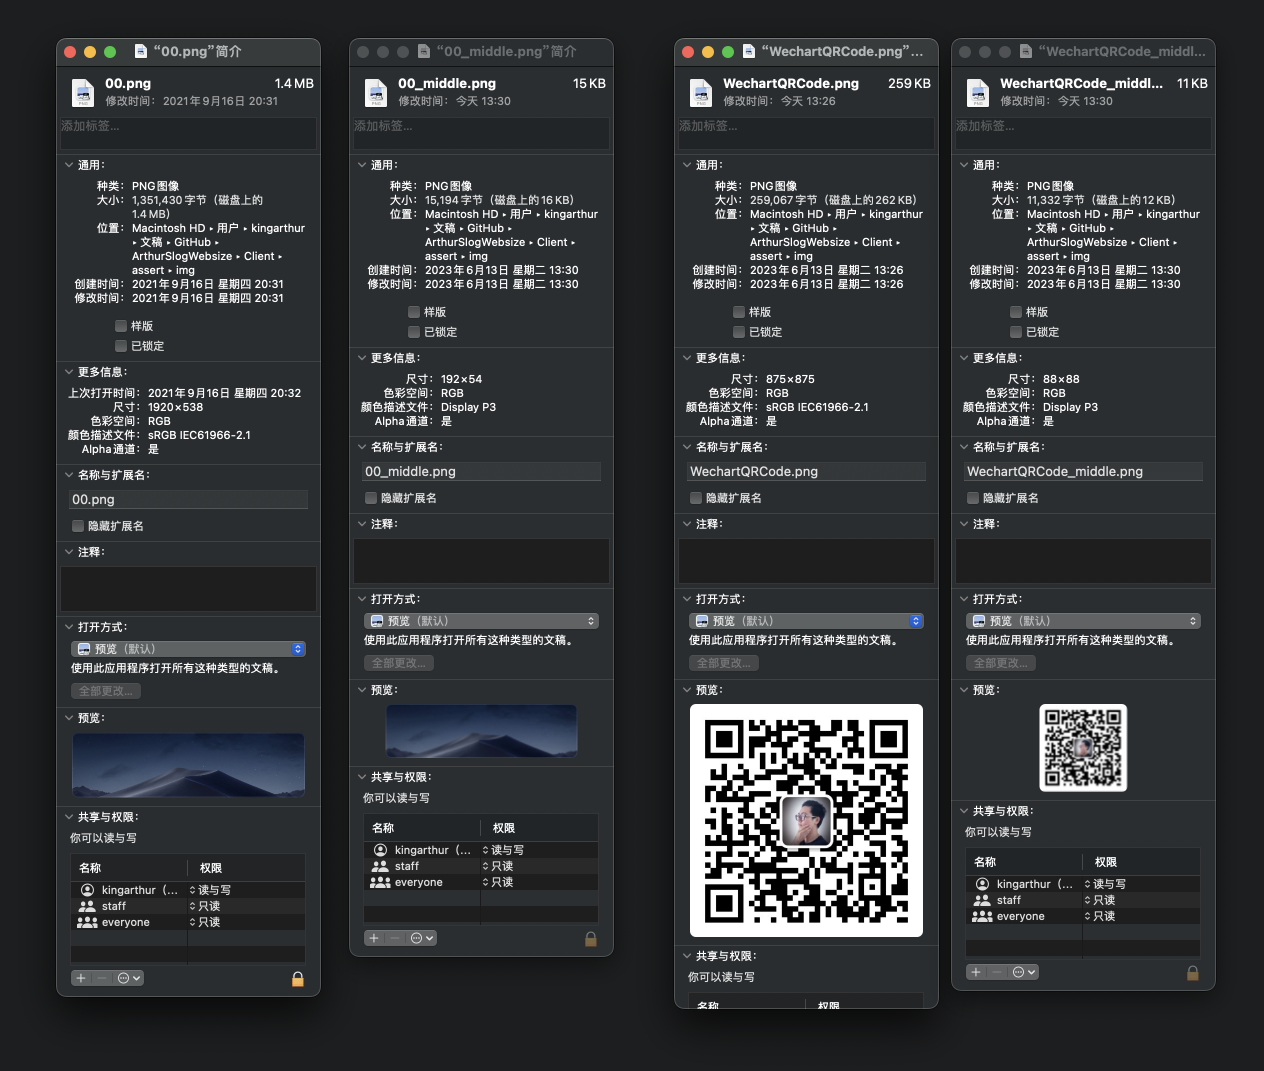 “00.png”简介
00.png
1.4 MB
修改时间：2021年9月16日 20:31
添加标签...
通用：
种类：PNG图像
大小：1,351,430 字节（磁盘上的
1.4 MB）
位置：Macintosh HD ▸ 用户 ▸ kingarthur
▸ 文稿 ▸ GitHub ▸
ArthurSlogWebsize ▸ Client ▸
assert ▸ img
创建时间：2021年9月16日 星期四 20:31
修改时间：2021年9月16日 星期四 20:31
样版
已锁定
更多信息：
上次打开时间：2021年9月16日 星期四 20:32
尺寸：1920×538
色彩空间：RGB
颜色描述文件：sRGB IEC61966-2.1
Alpha通道：是
名称与扩展名：
00.png
隐藏扩展名
注释：
打开方式：
预览（默认）
使用此应用程序打开所有这种类型的文稿。
全部更改...
预览：
共享与权限：
你可以读与写
名称 权限
kingarthur（... 读与写
staff 只读
everyone 只读
“00_middle.png”简介
00_middle.png
15 KB
修改时间：今天 13:30
添加标签...
通用：
种类：PNG图像
大小：15,194 字节（磁盘上的16 KB）
位置：Macintosh HD ▸ 用户 ▸ kingarthur
▸ 文稿 ▸ GitHub ▸
ArthurSlogWebsize ▸ Client ▸
assert ▸ img
创建时间：2023年6月13日 星期二 13:30
修改时间：2023年6月13日 星期二 13:30
样版
已锁定
更多信息：
尺寸：192×54
色彩空间：RGB
颜色描述文件：Display P3
Alpha通道：是
名称与扩展名：
00_middle.png
隐藏扩展名
注释：
打开方式：
预览（默认）
使用此应用程序打开所有这种类型的文稿。
全部更改...
预览：
共享与权限：
你可以读与写
名称 权限
kingarthur（... 读与写
staff 只读
everyone 只读
“WechartQRCode.png”...
WechartQRCode.png
259 KB
修改时间：今天 13:26
添加标签...
通用：
种类：PNG图像
大小：259,067 字节（磁盘上的262 KB）
位置：Macintosh HD ▸ 用户 ▸ kingarthur
▸ 文稿 ▸ GitHub ▸
ArthurSlogWebsize ▸ Client ▸
assert ▸ img
创建时间：2023年6月13日 星期二 13:26
修改时间：2023年6月13日 星期二 13:26
样版
已锁定
更多信息：
尺寸：875×875
色彩空间：RGB
颜色描述文件：sRGB IEC61966-2.1
Alpha通道：是
名称与扩展名：
WechartQRCode.png
隐藏扩展名
注释：
打开方式：
预览（默认）
使用此应用程序打开所有这种类型的文稿。
全部更改...
预览：
共享与权限：
你可以读与写
名称 权限
“WechartQRCode_middl...
WechartQRCode_middl...
11 KB
修改时间：今天 13:30
添加标签...
通用：
种类：PNG图像
大小：11,332 字节（磁盘上的12 KB）
位置：Macintosh HD ▸ 用户 ▸ kingarthur
▸ 文稿 ▸ GitHub ▸
ArthurSlogWebsize ▸ Client ▸
assert ▸ img
创建时间：2023年6月13日 星期二 13:30
修改时间：2023年6月13日 星期二 13:30
样版
已锁定
更多信息：
尺寸：88×88
色彩空间：RGB
颜色描述文件：Display P3
Alpha通道：是
名称与扩展名：
WechartQRCode_middle.png
隐藏扩展名
注释：
打开方式：
预览（默认）
使用此应用程序打开所有这种类型的文稿。
全部更改...
预览：
共享与权限：
你可以读与写
名称 权限
kingarthur（... 读与写
staff 只读
everyone 只读